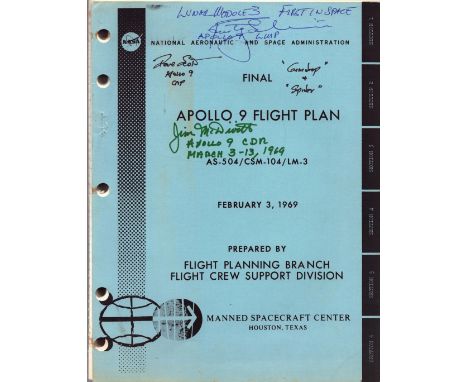 LUNAR MODULE 3 FIRST IN SPACE
APOLLO 9 LMP
NASA
NATIONAL AERONAUTICS AND SPACE ADMINISTRATION
Dave Scott
Apollo 9
CMP
FINAL
"Gumdrop"
+
"Spider"
APOLLO 9 FLIGHT PLAN
Jim McDivitt
APOLLO 9 CDR
MARCH 3-13, 1969
AS-504/CSM-104/LM-3
FEBRUARY 3, 1969
PREPARED BY
FLIGHT PLANNING BRANCH
FLIGHT CREW SUPPORT DIVISION
MANNED SPACECRAFT CENTER
HOUSTON, TEXAS
SECTION 1
SECTION 2
SECTION 3
SECTION 4
SECTION 5
SECTION 6